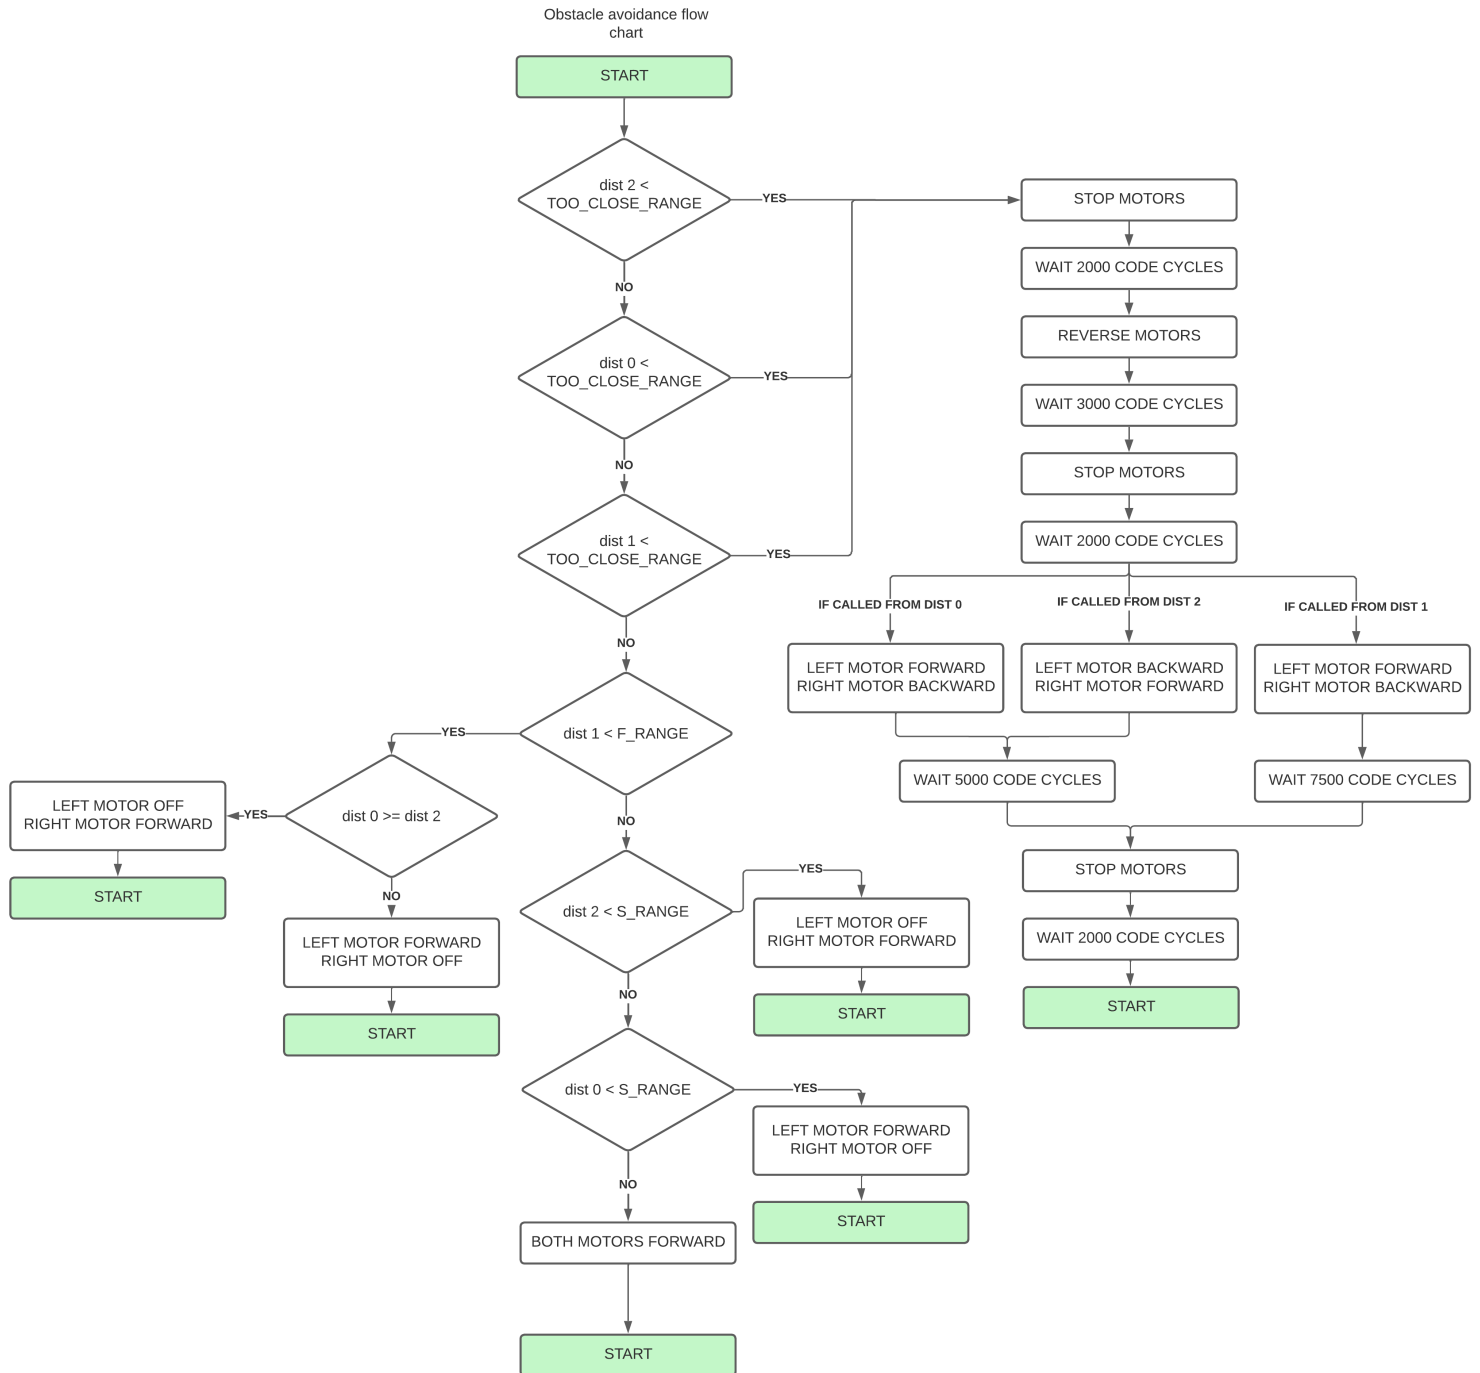 Obstacle avoidance flow
chart
START
dist 2 <
TOO_CLOSE_RANGE
YES
STOP MOTORS
WAIT 2000 CODE CYCLES
NO
REVERSE MOTORS
dist 0 <
TOO_CLOSE_RANGE
YES
WAIT 3000 CODE CYCLES
NO
STOP MOTORS
dist 1 <
TOO_CLOSE_RANGE
YES
WAIT 2000 CODE CYCLES
IF CALLED FROM DIST 0
IF CALLED FROM DIST 2
IF CALLED FROM DIST 1
NO
LEFT MOTOR FORWARD
RIGHT MOTOR BACKWARD
LEFT MOTOR BACKWARD
RIGHT MOTOR FORWARD
LEFT MOTOR FORWARD
RIGHT MOTOR BACKWARD
dist 1 < F_RANGE
YES
WAIT 5000 CODE CYCLES
WAIT 7500 CODE CYCLES
dist 0 >= dist 2
YES
LEFT MOTOR OFF
RIGHT MOTOR FORWARD
START
NO
LEFT MOTOR FORWARD
RIGHT MOTOR OFF
START
NO
dist 2 < S_RANGE
YES
LEFT MOTOR OFF
RIGHT MOTOR FORWARD
START
STOP MOTORS
WAIT 2000 CODE CYCLES
START
NO
dist 0 < S_RANGE
YES
LEFT MOTOR FORWARD
RIGHT MOTOR OFF
START
NO
BOTH MOTORS FORWARD
START